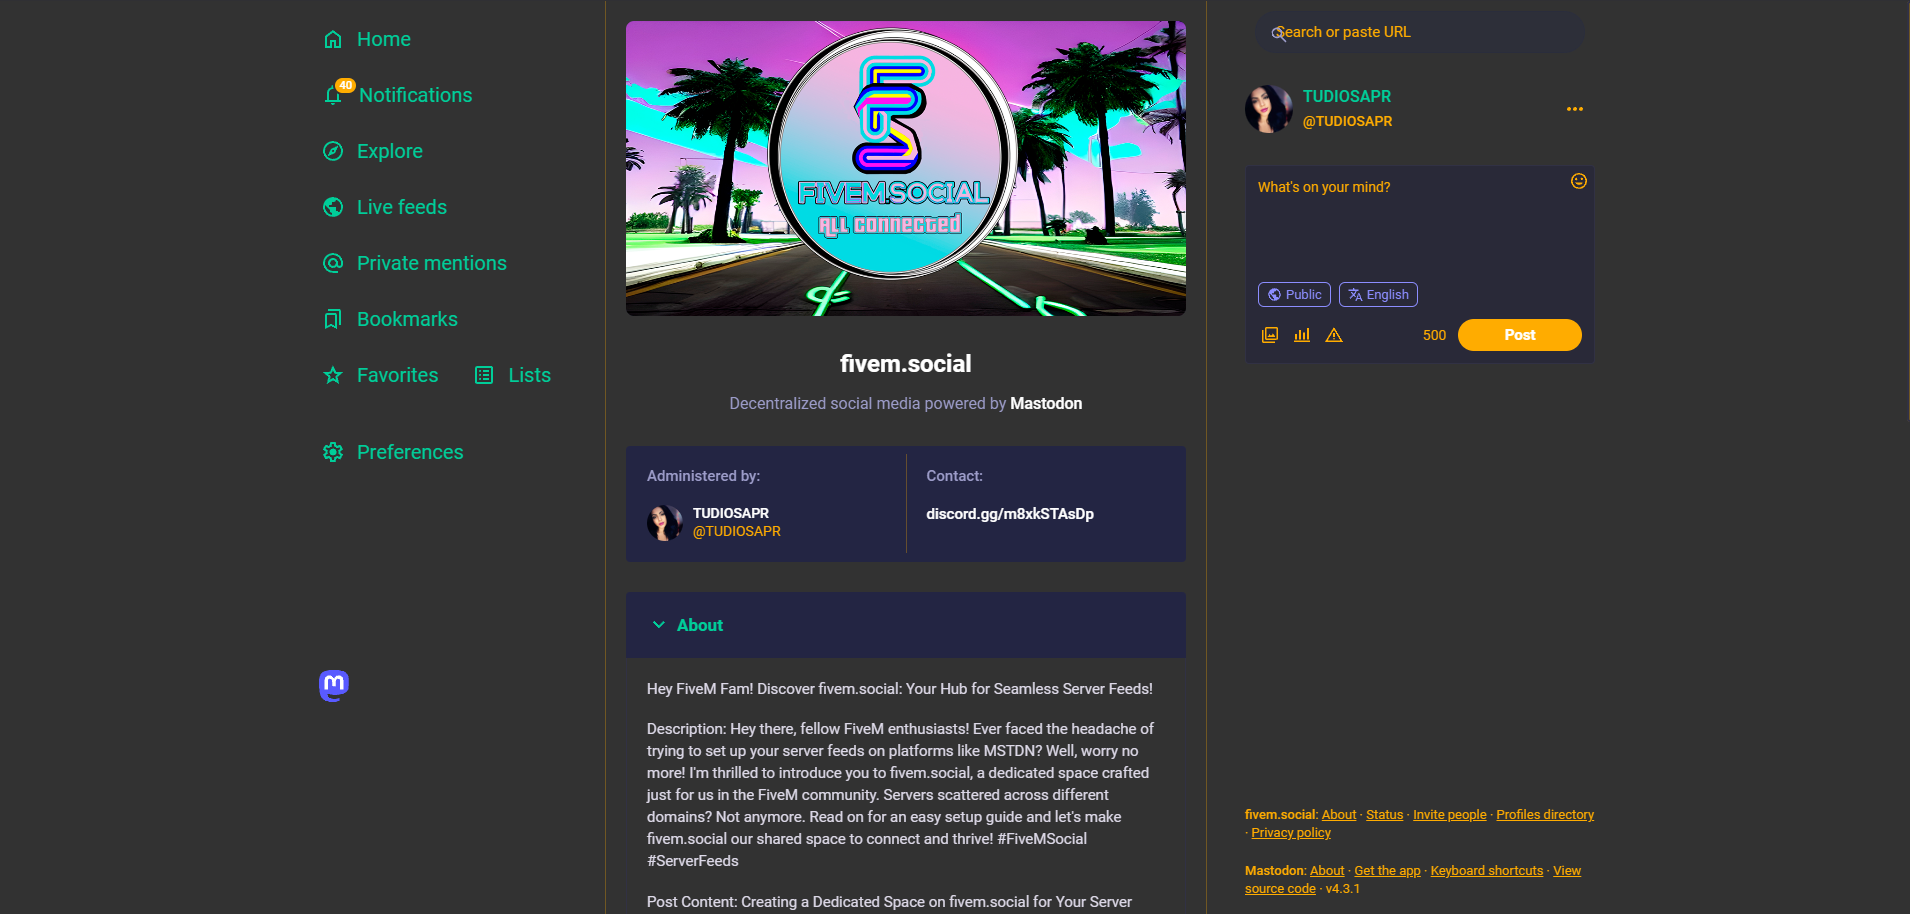 Home
40
Notifications
Explore
Live feeds
Private mentions
Bookmarks
Favorites
Lists
Preferences
FIVEM.SOCIAL
ALL CONNECTED
fivem.social
Decentralized social media powered by Mastodon
Administered by:
TUDIOSAPR
@TUDIOSAPR
Contact:
discord.gg/m8xkSTAsDp
About
Hey FiveM Fam! Discover fivem.social: Your Hub for Seamless Server Feeds!
Description: Hey there, fellow FiveM enthusiasts! Ever faced the headache of
trying to set up your server feeds on platforms like MSTDN? Well, worry no
more! I'm thrilled to introduce you to fivem.social, a dedicated space crafted
just for us in the FiveM community. Servers scattered across different
domains? Not anymore. Read on for an easy setup guide and let's make
fivem.social our shared space to connect and thrive! #FiveMSocial
#ServerFeeds
Post Content: Creating a Dedicated Space on fivem.social for Your Server
Search or paste URL
TUDIOSAPR
@TUDIOSAPR
What's on your mind?
Public
English
500
Post
fivem.social: About · Status · Invite people · Profiles directory
· Privacy policy
Mastodon: About · Get the app · Keyboard shortcuts · View
source code · v4.3.1